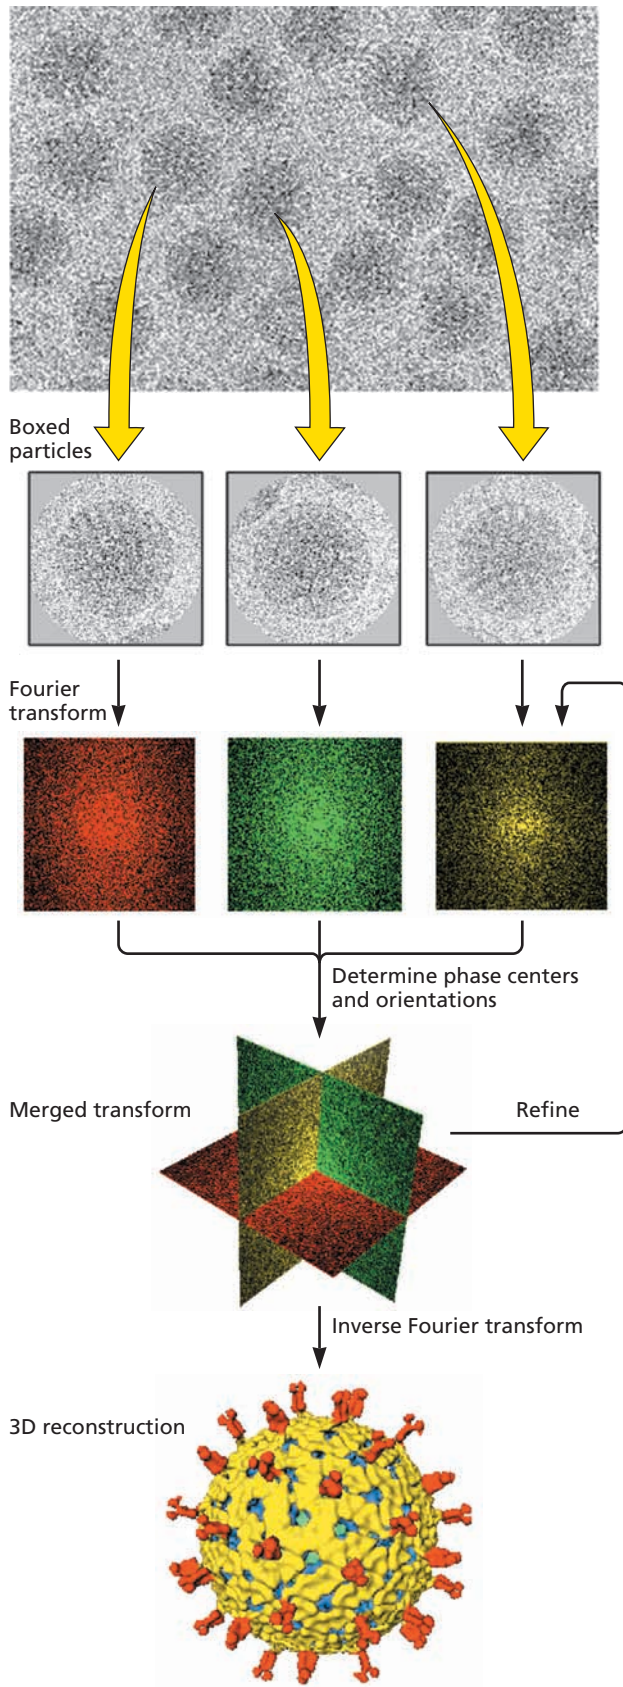 Boxed
particles
Fourier
transform
Determine phase centers
and orientations
Merged transform
Refine
Inverse Fourier transform
3D reconstruction